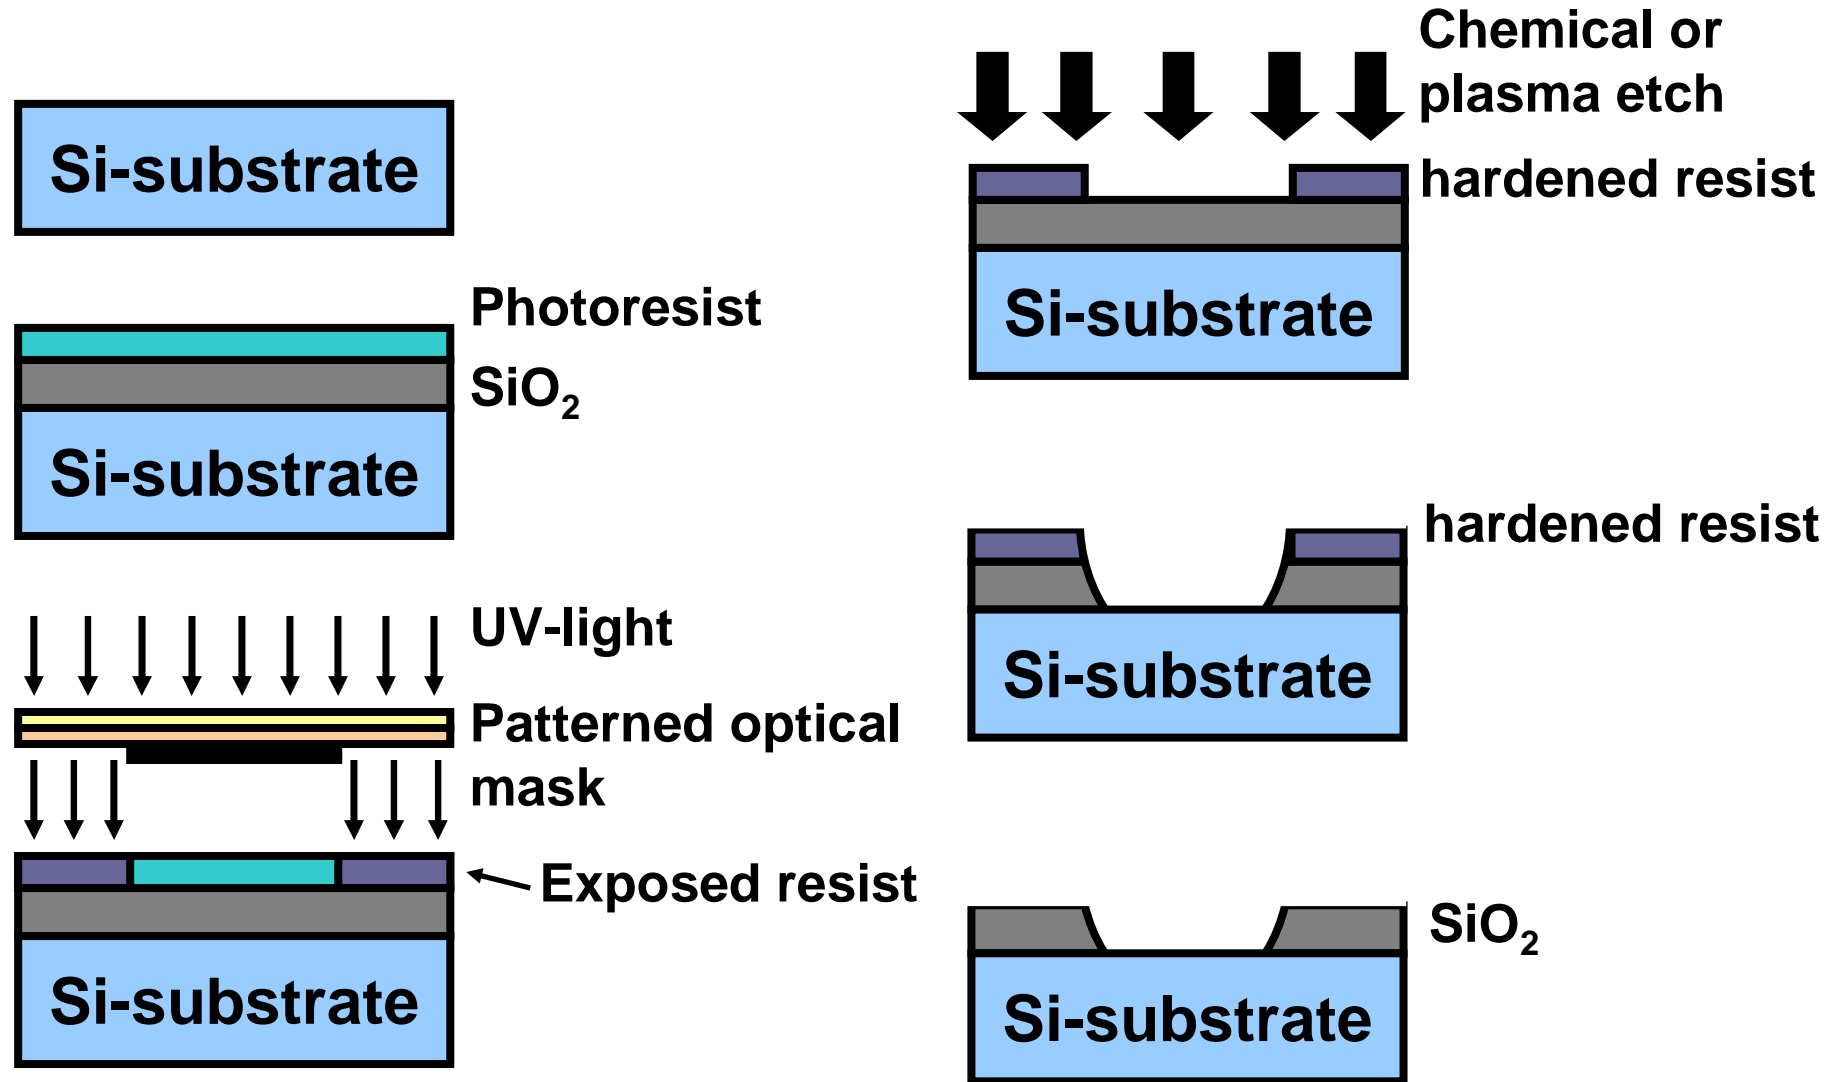 Si-substrate
Photoresist
SiO₂
Si-substrate
UV-light
Patterned optical
mask
Exposed resist
Si-substrate
Chemical or
plasma etch
hardened resist
Si-substrate
hardened resist
Si-substrate
SiO₂
Si-substrate